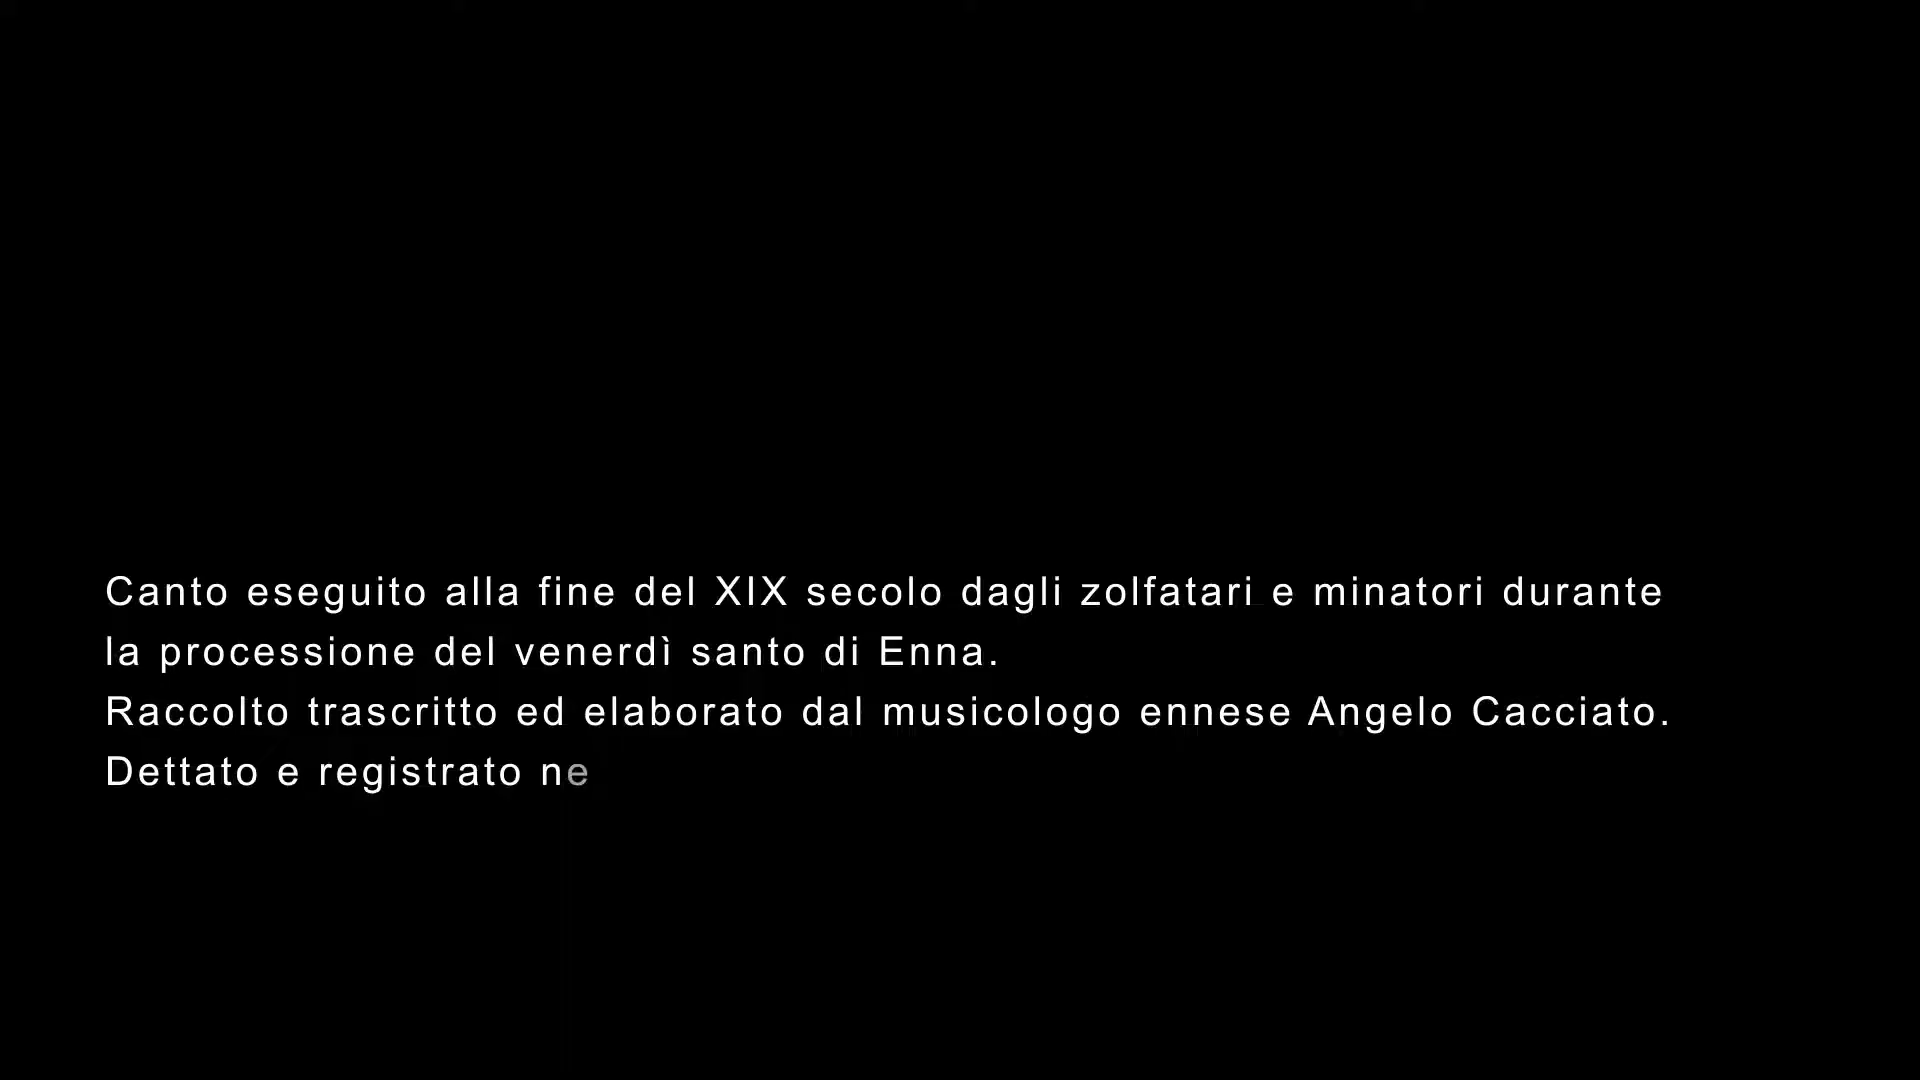 Canto eseguito alla fine del XIX secolo dagli zolfatari e minatori durante
la processione del venerdì santo di Enna.
Raccolto trascritto ed elaborato dal musicologo ennese Angelo Cacciato.
Dettato e registrato ne